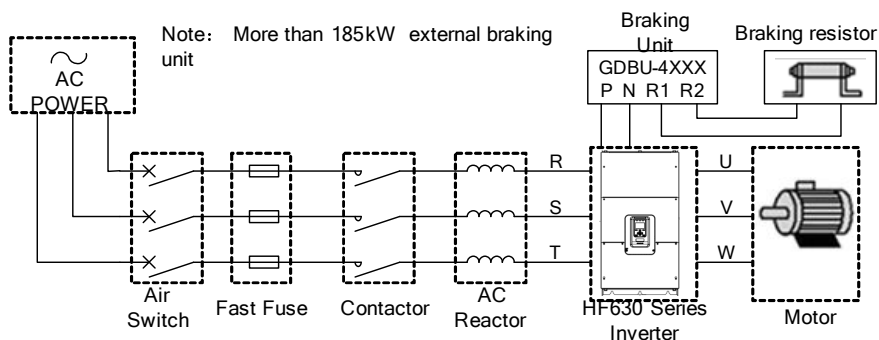 Note: More than 185kW external braking
unit
Braking
Unit
Braking resistor
GDBU-4XXX
P N R1 R2
AC
POWER
R
S
T
U
V
W
Air
Switch
Fast Fuse
Contactor
AC
Reactor
HF630 Series
Inverter
Motor